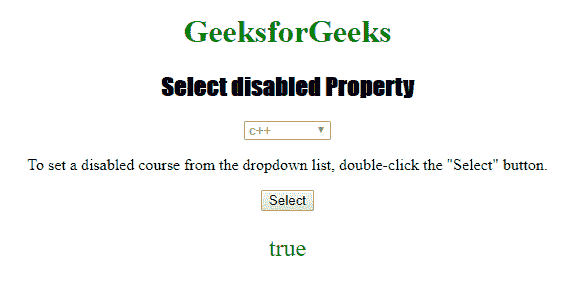 GeeksforGeeks
Select disabled Property
c++
To set a disabled course from the dropdown list, double-click the "Select" button.
Select
true